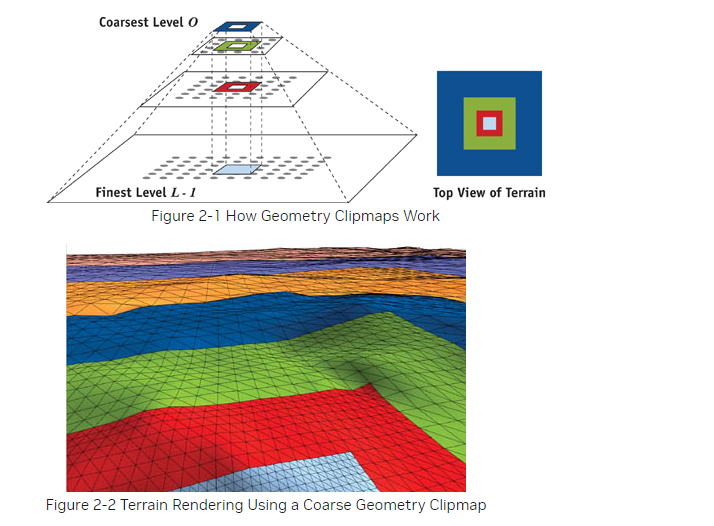 Coarsest Level 0
Finest Level L - 1
Top View of Terrain
Figure 2-1 How Geometry Clipmaps Work
Figure 2-2 Terrain Rendering Using a Coarse Geometry Clipmap